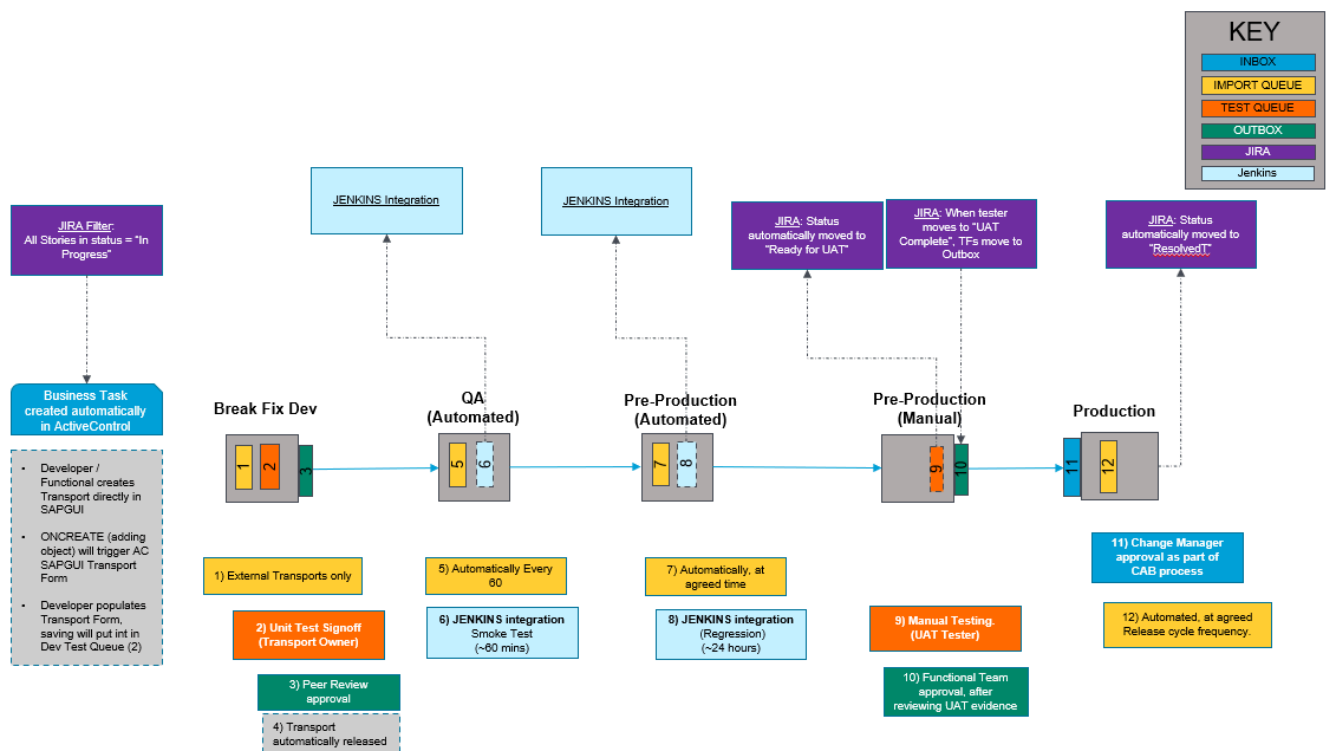 KEY
INBOX
IMPORT QUEUE
TEST QUEUE
OUTBOX
JIRA
Jenkins
JENKINS Integration
JENKINS Integration
JIRA Filter:
All Stories in status = “In
Progress”
JIRA: Status
automatically moved to
“Ready for UAT”
JIRA: When tester
moves to “UAT
Complete”, TFs move to
Outbox
JIRA: Status
automatically moved to
“ResolvedT”
Business Task
created automatically
in ActiveControl
• Developer /
Functional creates
Transport directly in
SAPGUI
• ONCREATE (adding
object) will trigger AC
SAPGUI Transport
Form
• Developer populates
Transport Form,
saving will put int in
Dev Test Queue (2)
Break Fix Dev
1
2
3
QA
(Automated)
5
6
Pre-Production
(Automated)
7
8
Pre-Production
(Manual)
9
10
Production
11
12
1) External Transports only
2) Unit Test Signoff
(Transport Owner)
3) Peer Review
approval
4) Transport
automatically released
5) Automatically Every
60
6) JENKINS integration
Smoke Test
(~60 mins)
7) Automatically, at
agreed time
8) JENKINS integration
(Regression)
(~24 hours)
9) Manual Testing.
(UAT Tester)
10) Functional Team
approval, after
reviewing UAT evidence
11) Change Manager
approval as part of
CAB process
12) Automated, at agreed
Release cycle frequency.